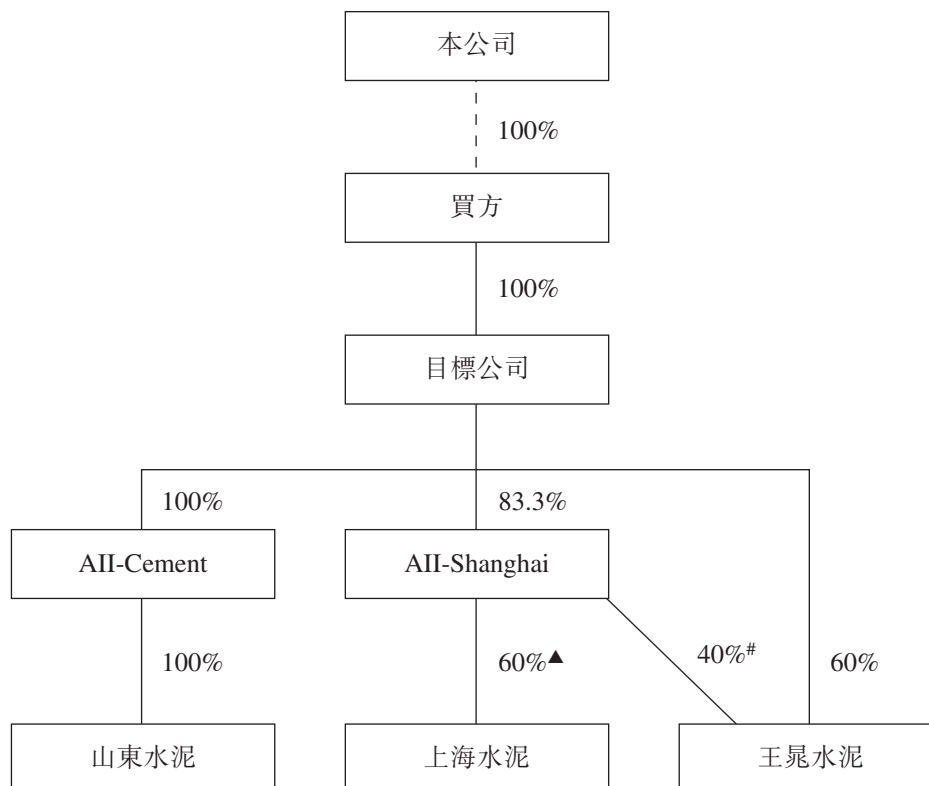 本公司
100%
買方
100%
目標公司
100%
83.3%
AII-Cement
AII-Shanghai
100%
60%▲
40%#
60%
山東水泥
上海水泥
王晁水泥